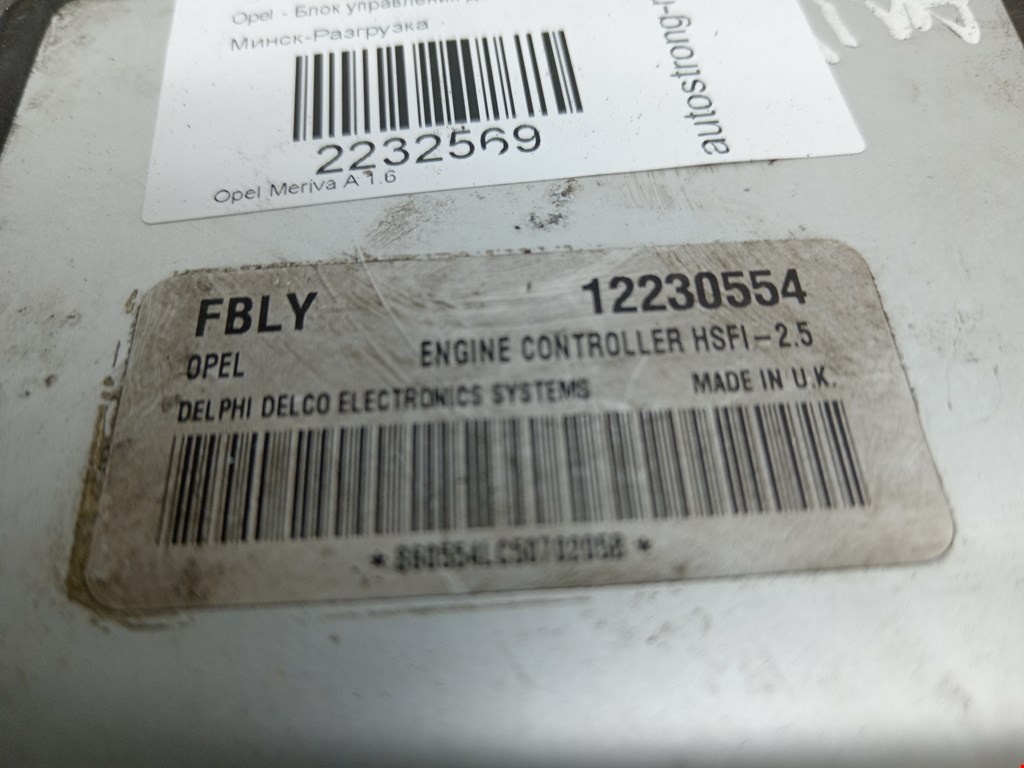 Opel - Блок управления
Минск-Разгрузка
2232569
Opel Meriva A 1.6
autostrong-
FBLY 12230554
OPEL ENGINE CONTROLLER HSFI-2.5
DELPHI DELCO ELECTRONICS SYSTEMS MADE IN U.K.